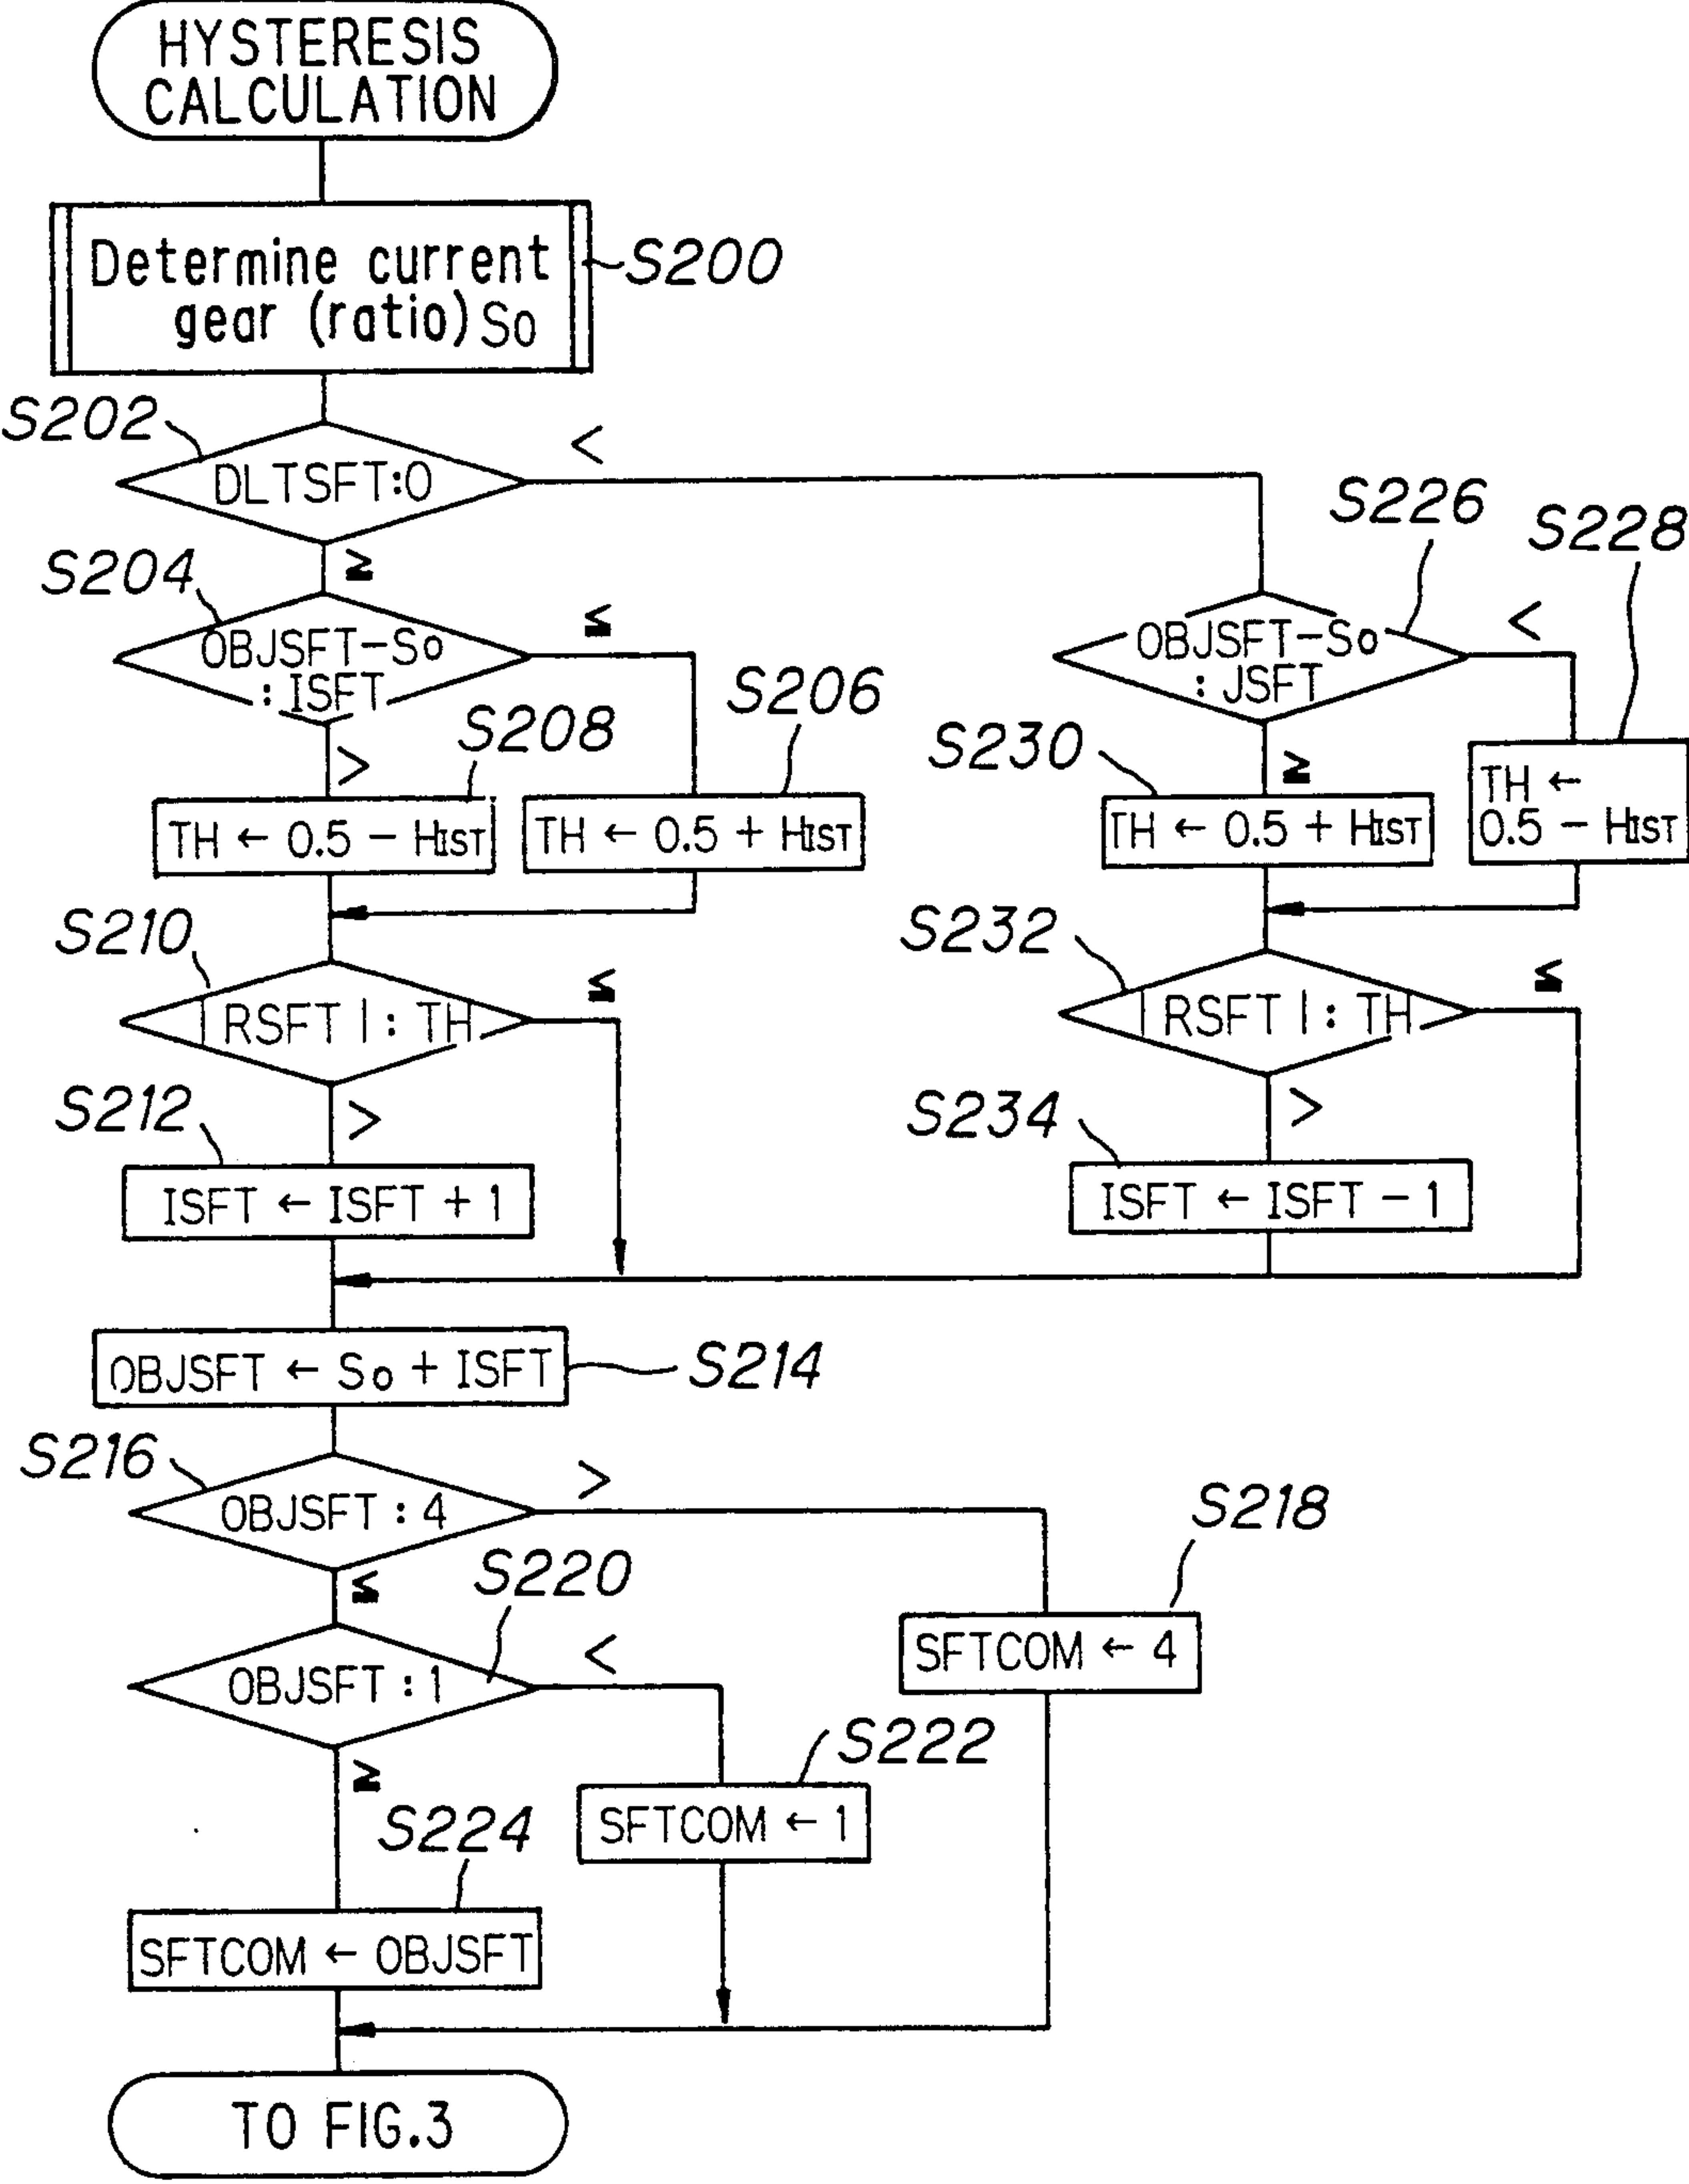 HYSTERESIS
CALCULATION
Determine current
gear (ratio) So
S200
S202
DLTSFT:0
<
≧
S204
OBJSFT-So
: ISFT
≦
>
S206
S208
TH ← 0.5 - HIST
TH ← 0.5 + HIST
S226
S228
OBJSFT-So
: JSFT
<
≧
S230
TH ← 0.5 + HIST
TH ←
0.5 - HIST
S210
| RSFT | : TH
≦
>
S212
ISFT ← ISFT + 1
S232
| RSFT | : TH
≦
>
S234
ISFT ← ISFT - 1
OBJSFT ← So + ISFT
S214
S216
OBJSFT : 4
>
≦
S218
SFTCOM ← 4
S220
OBJSFT : 1
<
≧
S222
SFTCOM ← 1
S224
SFTCOM ← OBJSFT
TO FIG.3